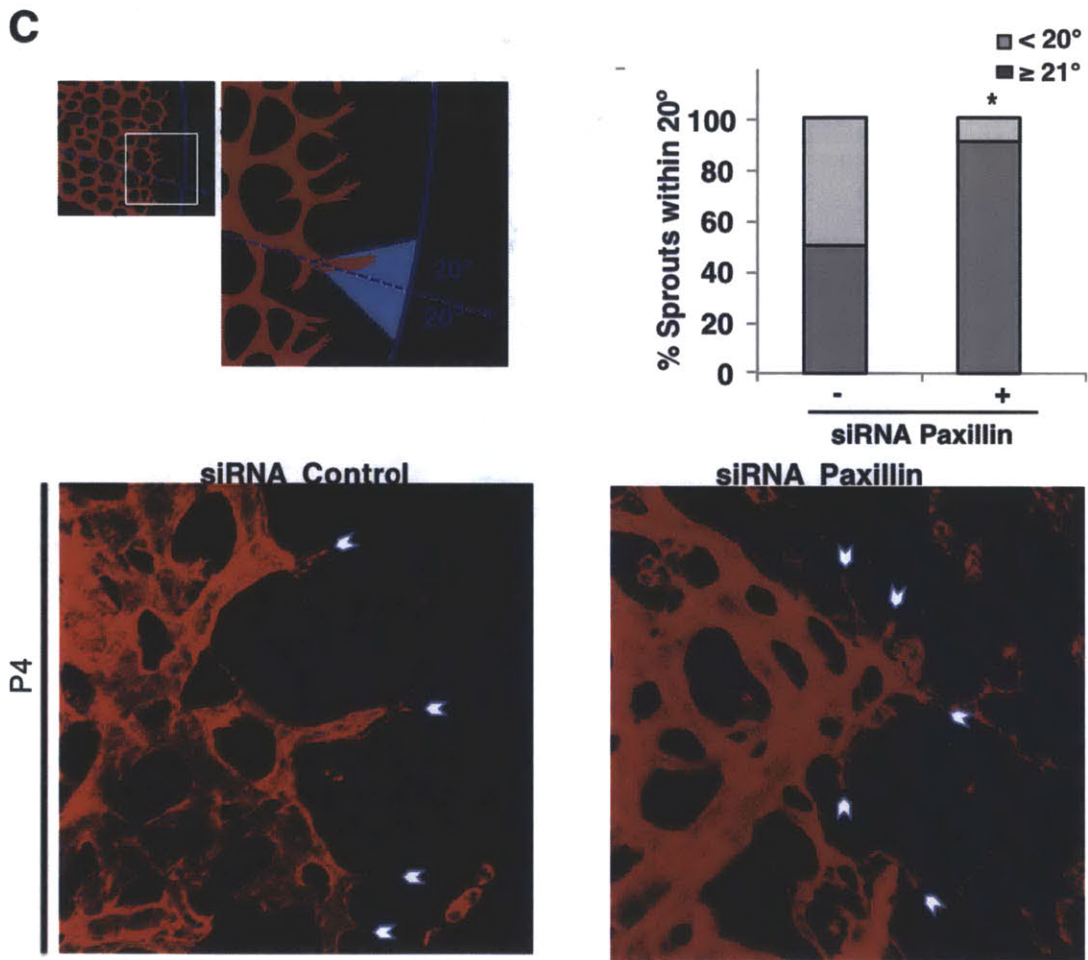 C
< 20°
≥ 21°
20°
20°
% Sprouts within 20°
*
100
80
60
40
20
0
- +
siRNA Paxillin
siRNA Control
siRNA Paxillin
P4